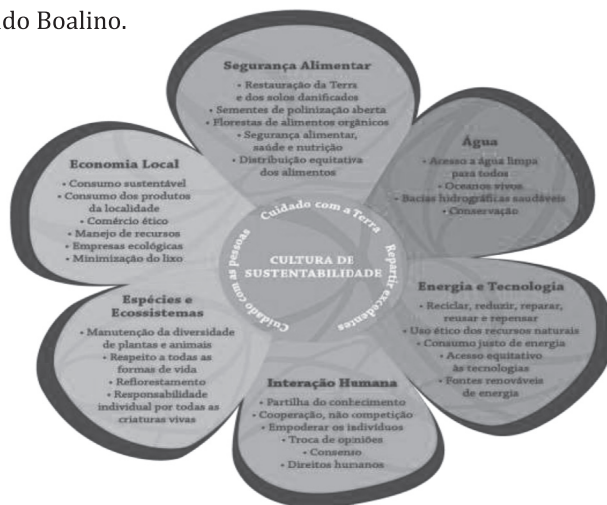 do Boalino.
Segurança Alimentar
• Restauração da Terra
e dos solos danificados
• Sementes de polinização aberta
• Florestas de alimentos orgânicos
• Segurança alimentar,
saúde e nutrição
• Distribuição equitativa
dos alimentos
Água
• Acesso a água limpa
para todos
• Oceanos vivos
• Bacias hidrográficas saudáveis
• Conservação
Energia e Tecnologia
• Reciclar, reduzir, reparar,
reusar e repensar
• Uso ético dos recursos naturais
• Consumo justo de energia
• Acesso equitativo
às tecnologias
• Fontes renováveis
de energia
Interação Humana
• Partilha do conhecimento
• Cooperação, não competição
• Empoderar os indivíduos
• Troca de opiniões
• Consenso
• Direitos humanos
Espécies e
Ecossistemas
• Manutenção da diversidade
de plantas e animais
• Respeito a todas as
formas de vida
• Reflorestamento
• Responsabilidade
individual por todas as
criaturas vivas
Economia Local
• Consumo sustentável
• Consumo dos produtos
da localidade
• Comércio ético
• Manejo de recursos
• Empresas ecológicas
• Minimização do lixo
Cuidado com a Terra
Repartir excedentes
Cuidado com as pessoas
CULTURA DE
SUSTENTABILIDADE